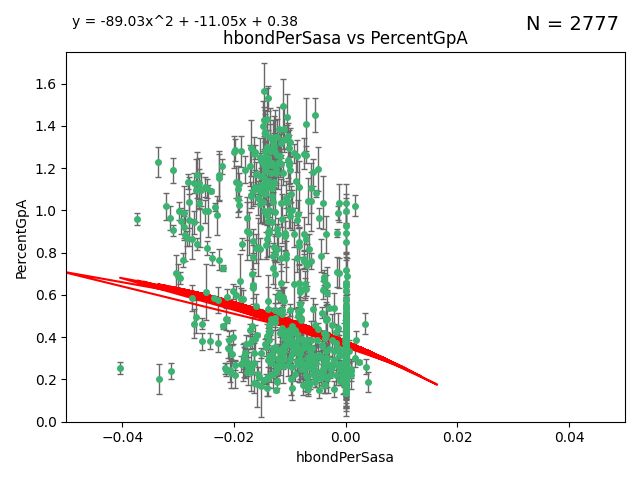 y = -89.03x^2 + -11.05x + 0.38
N = 2777
hbondPerSasa vs PercentGpA
PercentGpA
1.6
1.4
1.2
1.0
0.8
0.6
0.4
0.2
0.0
−0.04
−0.02
0.00
0.02
0.04
hbondPerSasa